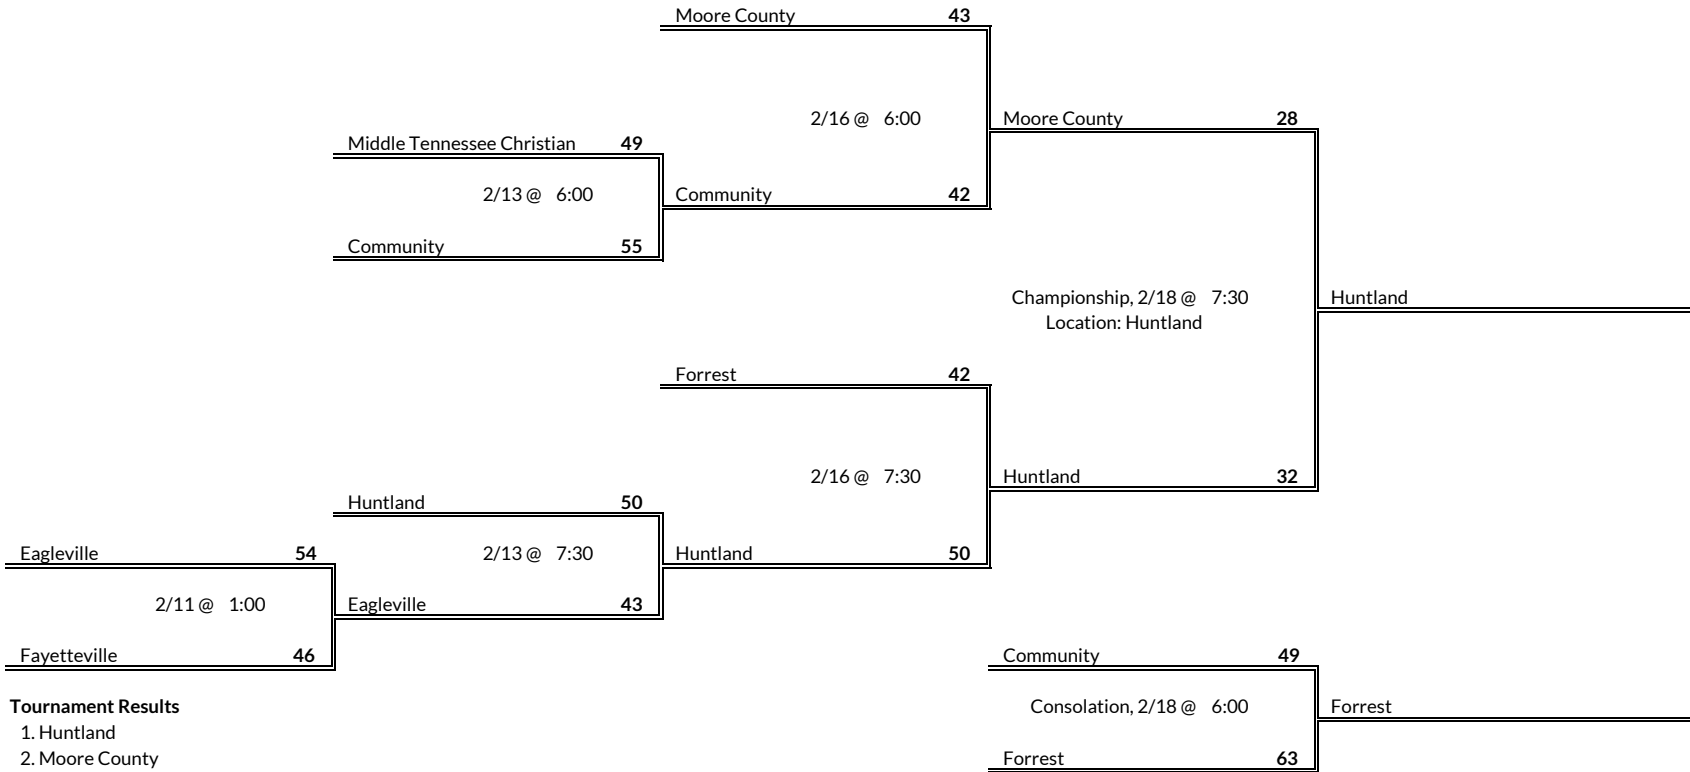 Moore County 43
2/16 @ 6:00
Moore County 28
Middle Tennessee Christian 49
2/13 @ 6:00
Community 42
Community 55
Championship, 2/18 @ 7:30
Huntland
Location: Huntland
Forrest 42
2/16 @ 7:30
Huntland 32
Huntland 50
Eagleville 54
2/13 @ 7:30
Huntland 50
2/11 @ 1:00
Eagleville 43
Fayetteville 46
Community 49
Tournament Results
Consolation, 2/18 @ 6:00
Forrest
1. Huntland
2. Moore County
Forrest 63